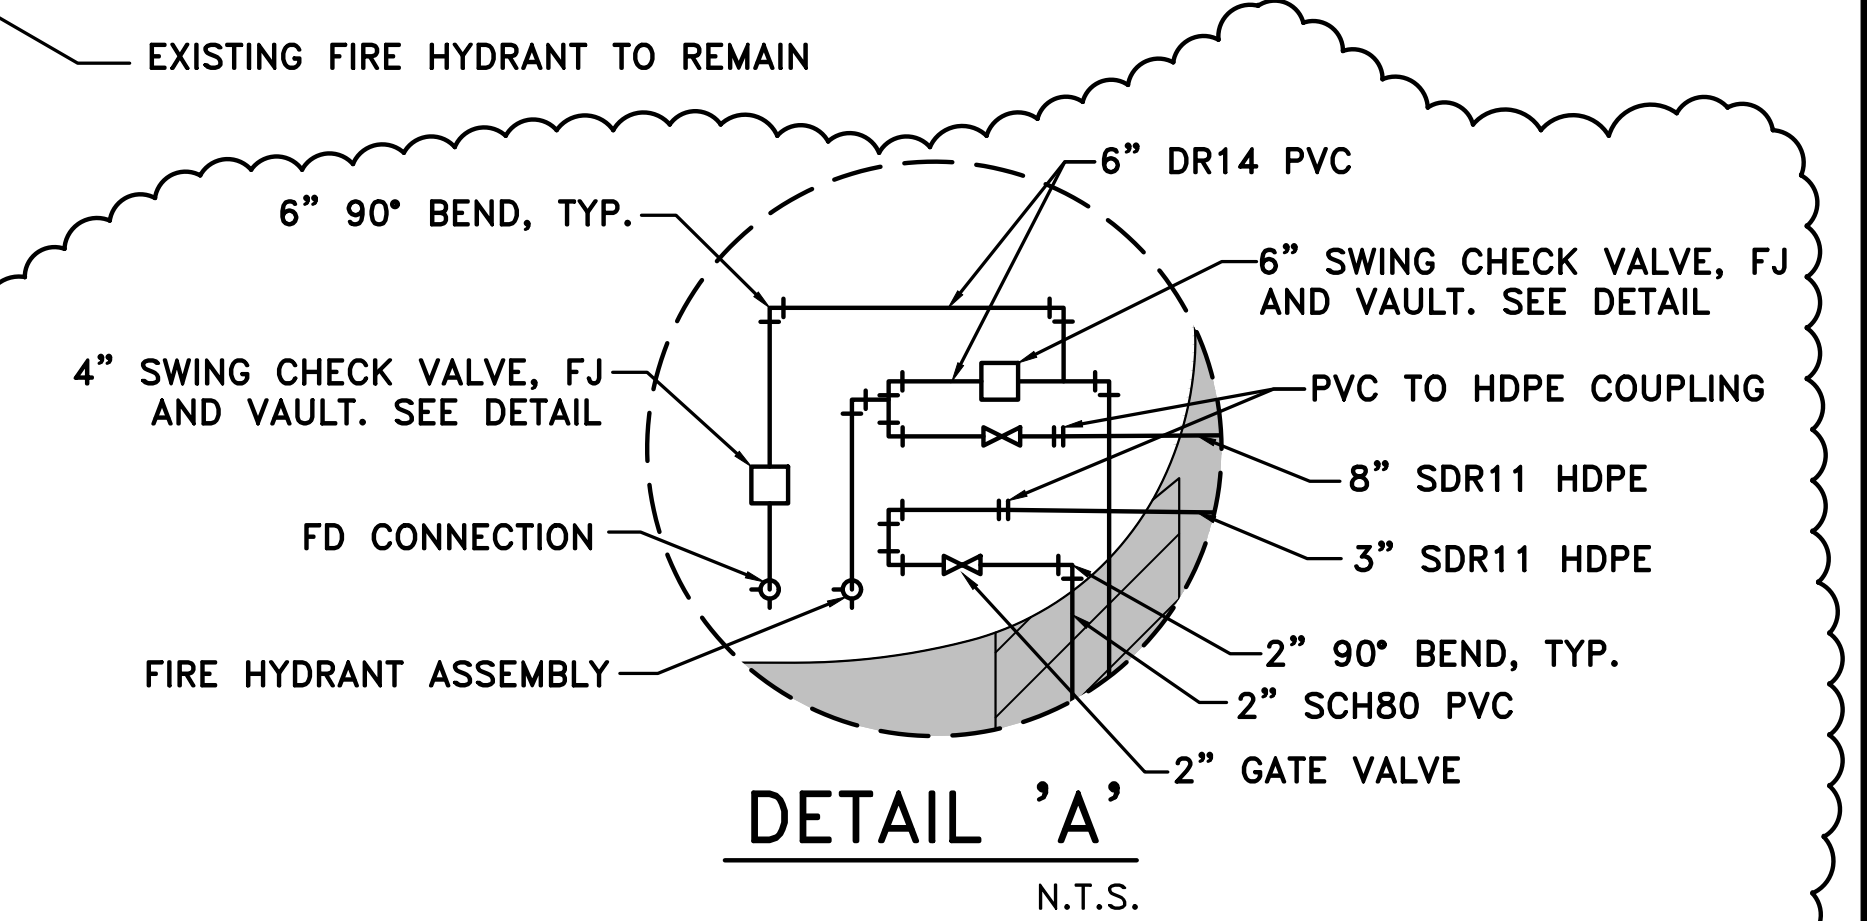 EXISTING FIRE HYDRANT TO REMAIN
6” DR14 PVC
6” 90° BEND, TYP.
6” SWING CHECK VALVE, FJ
AND VAULT. SEE DETAIL
4” SWING CHECK VALVE, FJ
AND VAULT. SEE DETAIL
PVC TO HDPE COUPLING
8” SDR11 HDPE
FD CONNECTION
3” SDR11 HDPE
FIRE HYDRANT ASSEMBLY
2” 90° BEND, TYP.
2” SCH80 PVC
2” GATE VALVE
DETAIL 'A'
N.T.S.